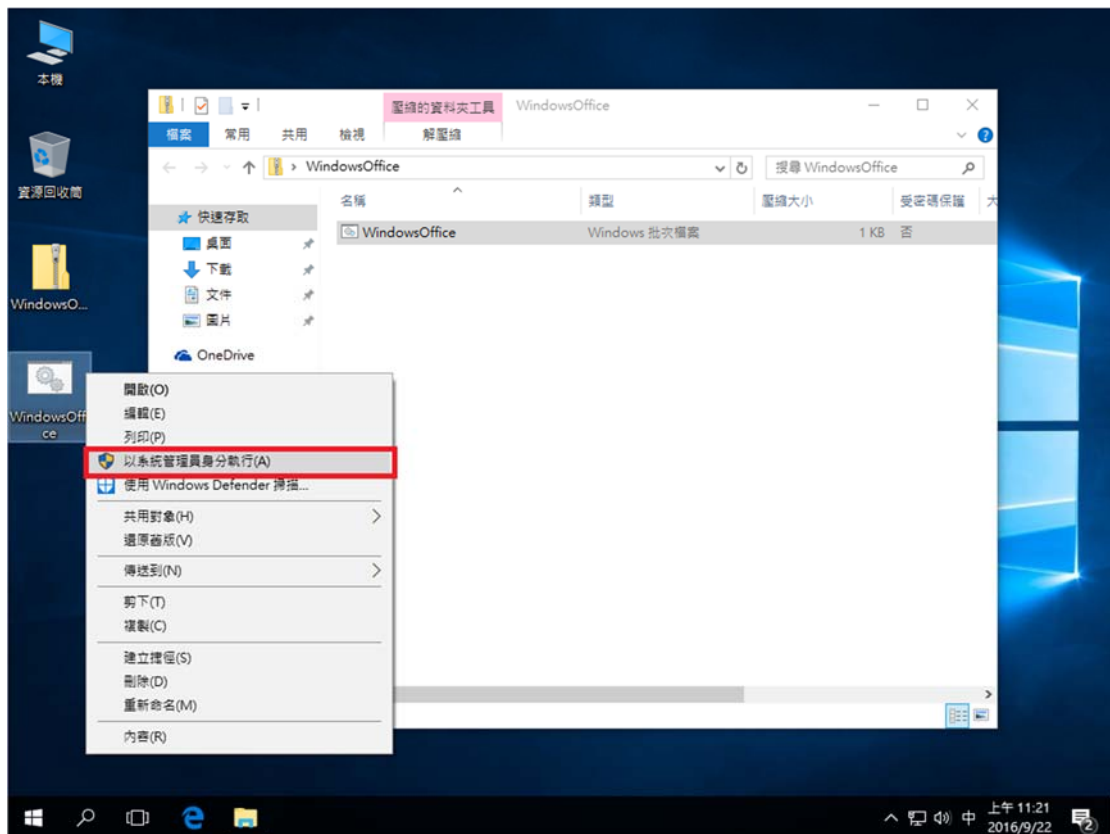 本機
資源回收筒
WindowsO...
WindowsOff
ce
壓縮的資料夾工具
WindowsOffice
檔案
常用
共用
檢視
解壓縮
WindowsOffice
搜尋 WindowsOffice
名稱
類型
壓縮大小
受密碼保護
大
快速存取
WindowsOffice
Windows 批次檔案
1 KB
否
桌面
下載
文件
圖片
OneDrive
開啟(O)
編輯(E)
列印(P)
以系統管理員身分執行(A)
使用 Windows Defender 掃描...
共用對象(H)
還原舊版(V)
傳送到(N)
剪下(T)
複製(C)
建立捷徑(S)
刪除(D)
重新命名(M)
內容(R)
中
上午 11:21
2016/9/22
2